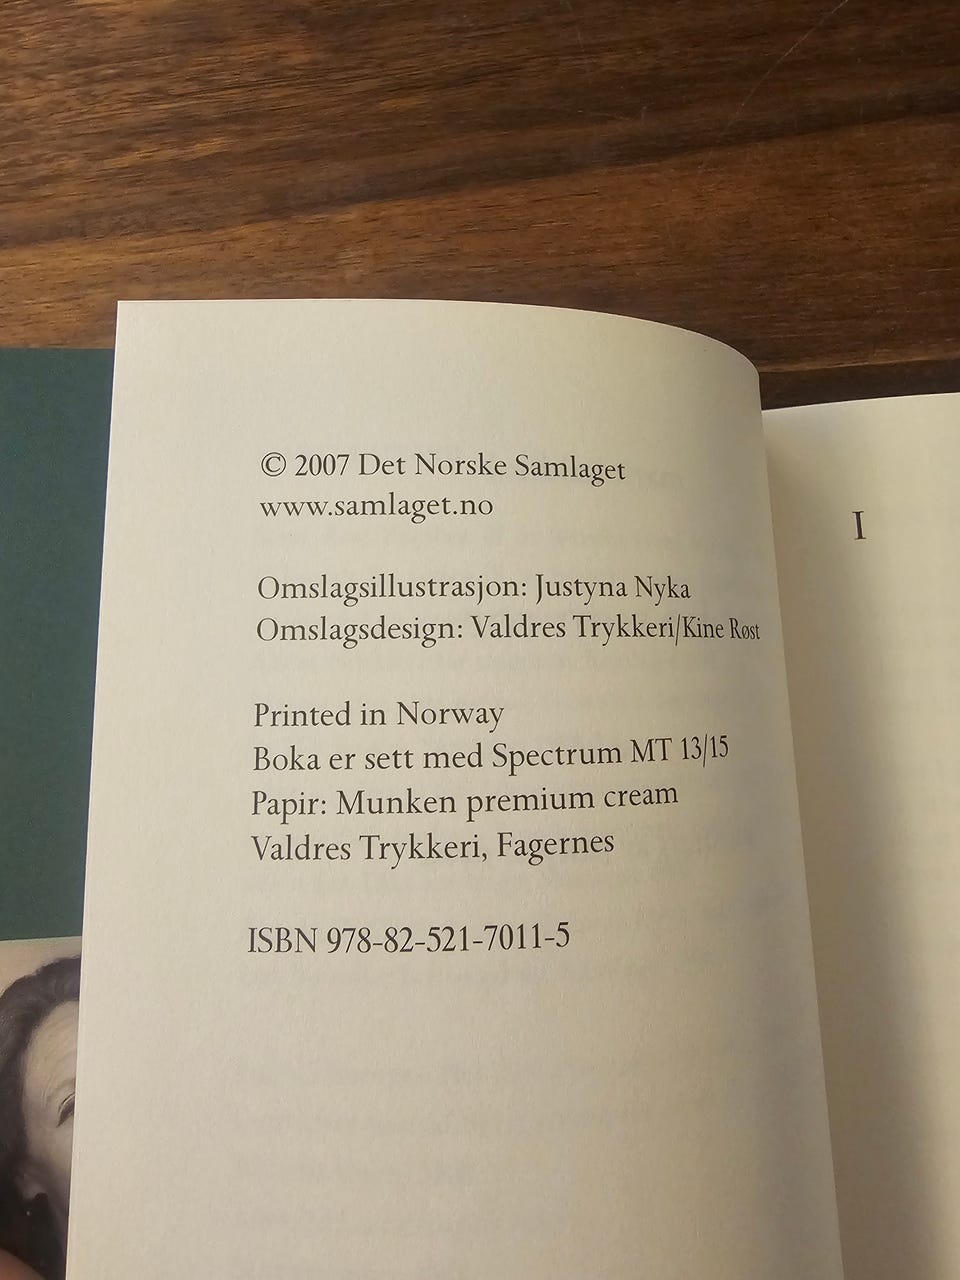 © 2007 Det Norske Samlaget
www.samlaget.no
Omslagsillustrasjon: Justyna Nyka
Omslagsdesign: Valdres Trykkeri/Kine Røst
Printed in Norway
Boka er sett med Spectrum MT 13/15
Papir: Munken premium cream
Valdres Trykkeri, Fagernes
ISBN 978-82-521-7011-5
I